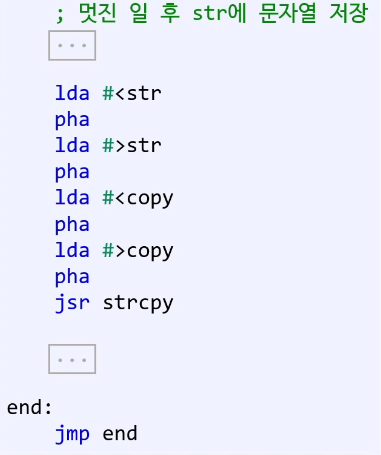 ; 멋진 일 후 str에 문자열 저장
...
lda #<str
pha
lda #>str
pha
lda #<copy
pha
lda #>copy
pha
jsr strcpy
...
end:
jmp end